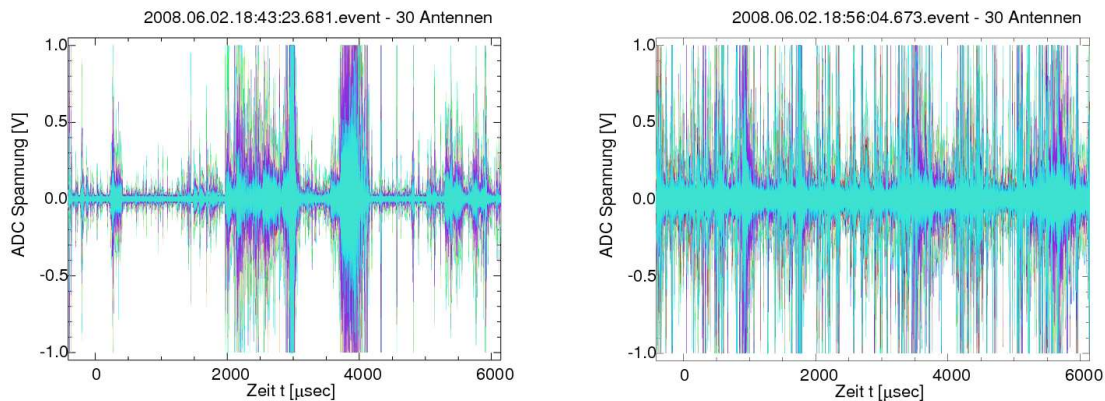 2008.06.02.18:43:23.681.event - 30 Antennen
1.0
0.5
0.0
-0.5
-1.0
ADC Spannung [V]
0 2000 4000 6000
Zeit t [μsec]
2008.06.02.18:56:04.673.event - 30 Antennen
1.0
0.5
0.0
-0.5
-1.0
ADC Spannung [V]
0 2000 4000 6000
Zeit t [μsec]